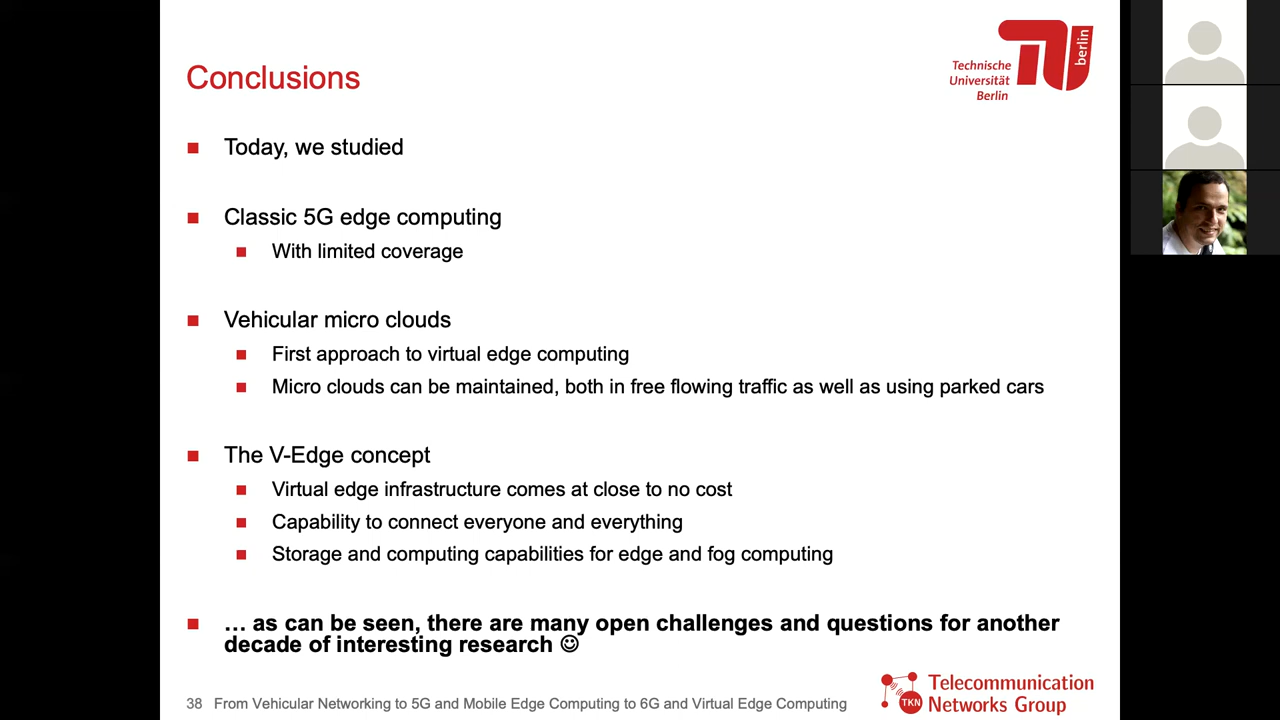 Conclusions
Technische
Universität
Berlin
berlin
Today, we studied
Classic 5G edge computing
With limited coverage
Vehicular micro clouds
First approach to virtual edge computing
Micro clouds can be maintained, both in free flowing traffic as well as using parked cars
The V-Edge concept
Virtual edge infrastructure comes at close to no cost
Capability to connect everyone and everything
Storage and computing capabilities for edge and fog computing
… as can be seen, there are many open challenges and questions for another
decade of interesting research ☺
38 From Vehicular Networking to 5G and Mobile Edge Computing to 6G and Virtual Edge Computing
TKN
Telecommunication
Networks Group